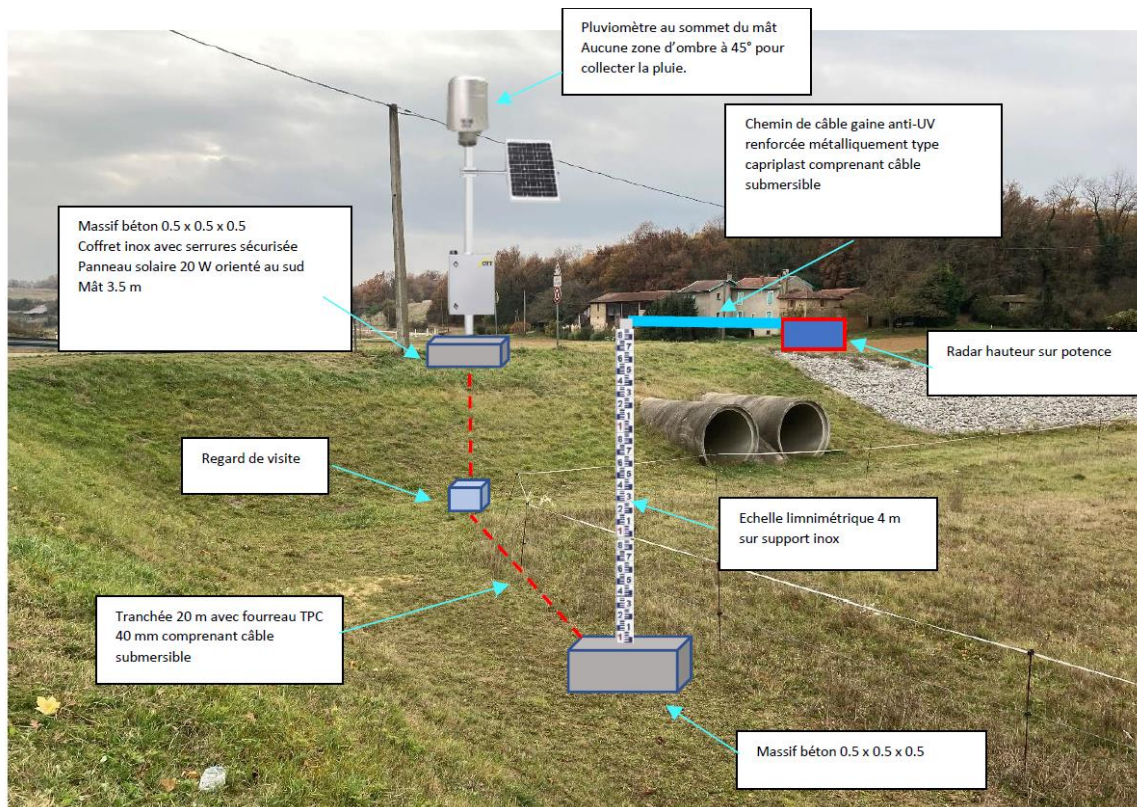 Pluviomètre au sommet du mât
Aucune zone d'ombre à 45° pour
collecter la pluie.
Chemin de câble gaine anti-UV
renforcée métalliquement type
capriplast comprenant câble
submersible
Massif béton 0.5 x 0.5 x 0.5
Coffret inox avec serrures sécurisée
Panneau solaire 20 W orienté au sud
Mât 3.5 m
Radar hauteur sur potence
Regard de visite
Echelle limnimétrique 4 m
sur support inox
Tranchée 20 m avec fourreau TPC
40 mm comprenant câble
submersible
Massif béton 0.5 x 0.5 x 0.5